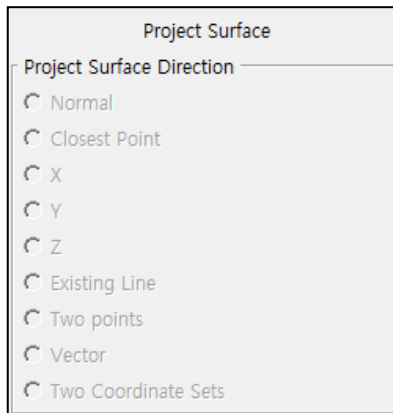 Project Surface
Project Surface Direction
Normal
Closest Point
X
Y
Z
Existing Line
Two points
Vector
Two Coordinate Sets